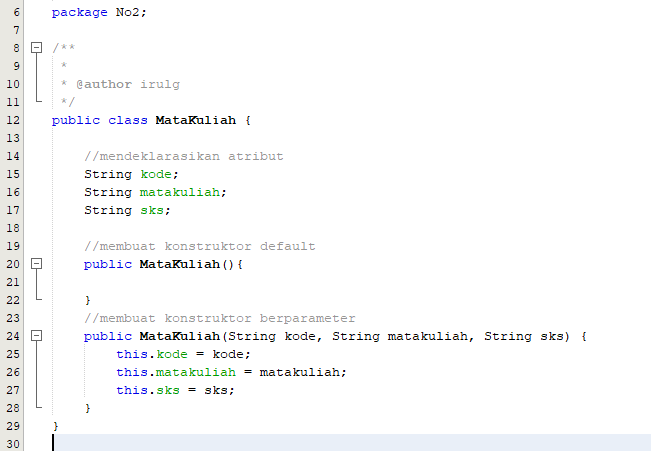 6 package No2;
7
8 /**
9 *
10 * @author irulg
11 */
12 public class MataKuliah {
13
14 //mendeklarasikan atribut
15 String kode;
16 String matakuliah;
17 String sks;
18
19 //membuat konstruktor default
20 public MataKuliah(){
21
22 }
23 //membuat konstruktor berparameter
24 public MataKuliah(String kode, String matakuliah, String sks) {
25 this.kode = kode;
26 this.matakuliah = matakuliah;
27 this.sks = sks;
28 }
29 }
30